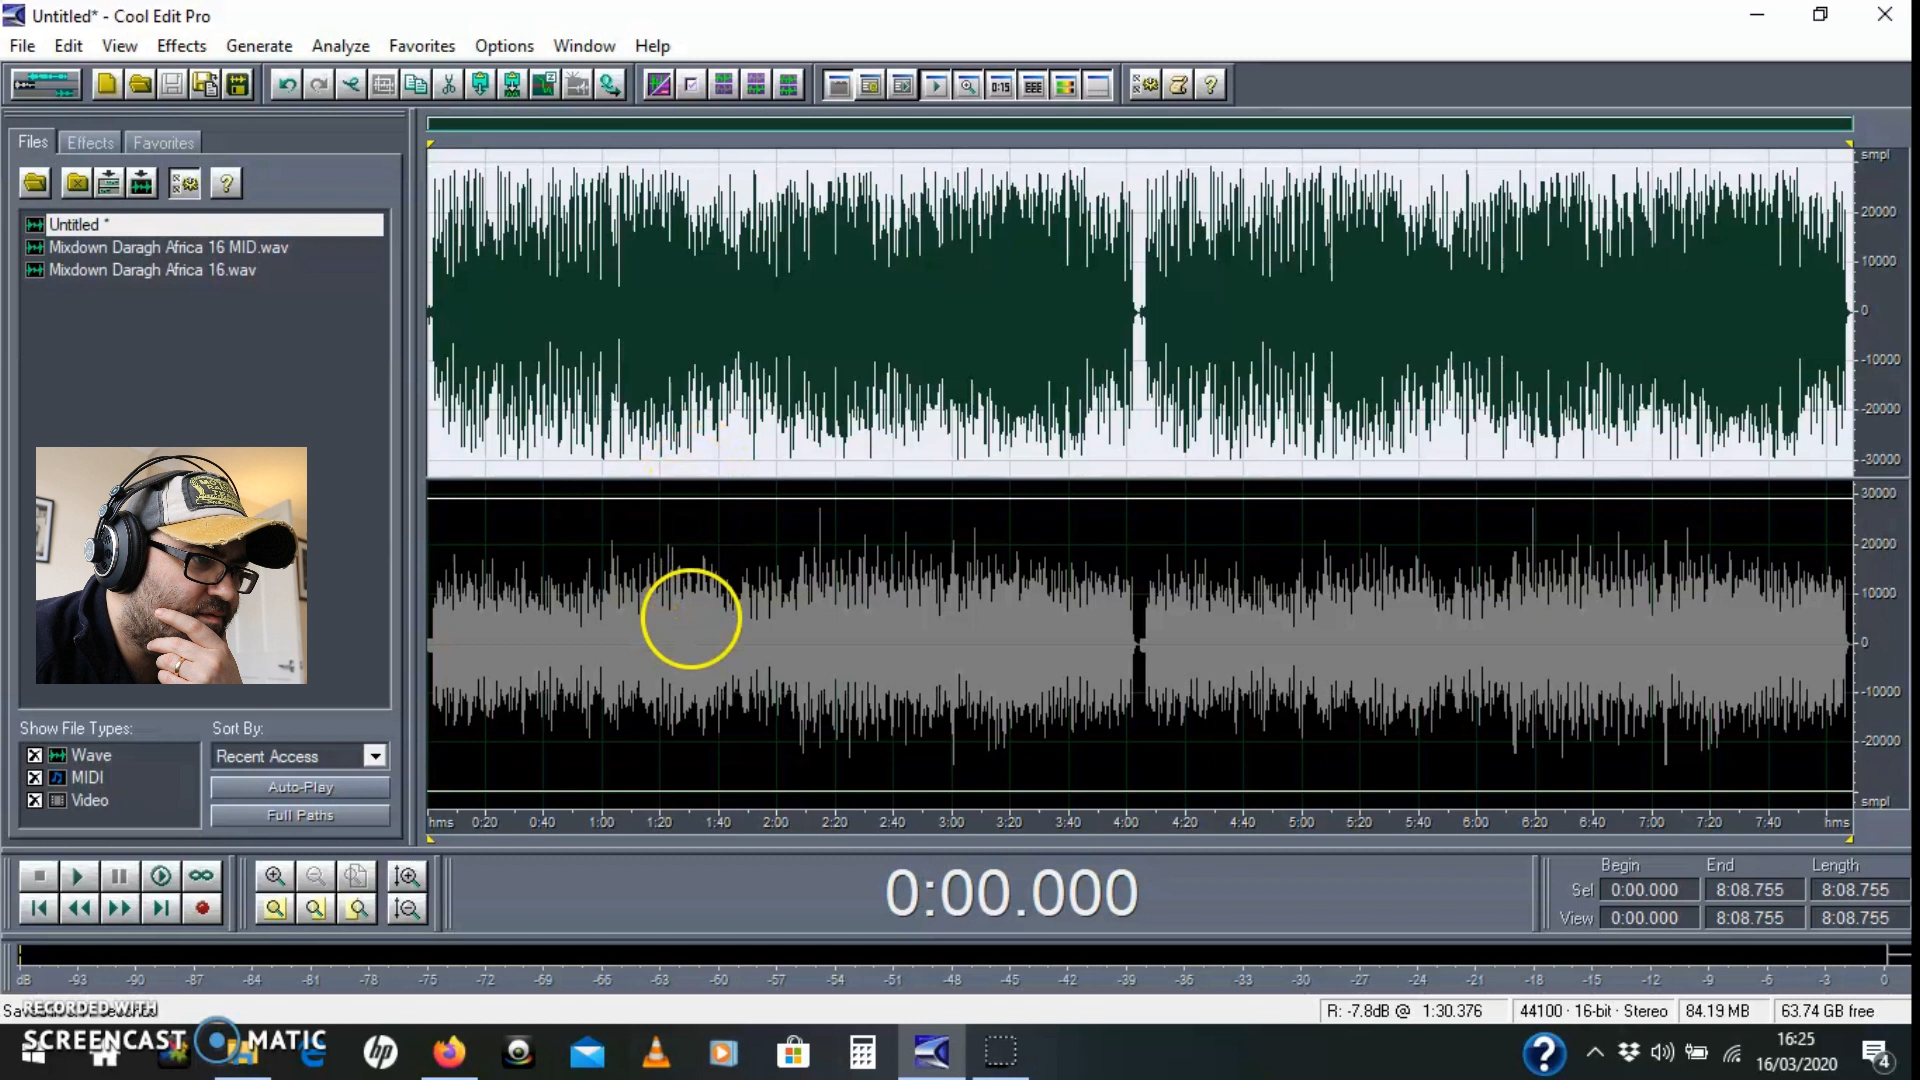 Untitled* - Cool Edit Pro
File Edit View Effects Generate Analyze Favorites Options Window Help
Files Effects Favorites
Untitled *
Mixdown Daragh Africa 16 MID.wav
Mixdown Daragh Africa 16.wav
Show File Types:
Sort By:
Wave
MIDI
Video
Recent Access
Auto-Play
Full Paths
smpl
20000
10000
0
-10000
-20000
-30000
30000
20000
10000
0
-10000
-20000
smpl
hms 0:20 0:40 1:00 1:20 1:40 2:00 2:20 2:40 3:00 3:20 3:40 4:00 4:20 4:40 5:00 5:20 5:40 6:00 6:20 6:40 7:00 7:20 7:40 hms
0:00.000
Begin End Length
Sel 0:00.000 8:08.755 8:08.755
View 0:00.000 8:08.755 8:08.755
dB -93 -90 -87 -84 -81 -78 -75 -72 -69 -66 -63 -60 -57 -54 -51 -48 -45 -42 -39 -36 -33 -30 -27 -24 -21 -18 -15 -12 -9 -6 -3 0
RECORDED WITH
SCREENCAST MATIC
R: -7.8dB @ 1:30.376
44100 · 16-bit · Stereo
84.19 MB
63.74 GB free
16:25
16/03/2020
4